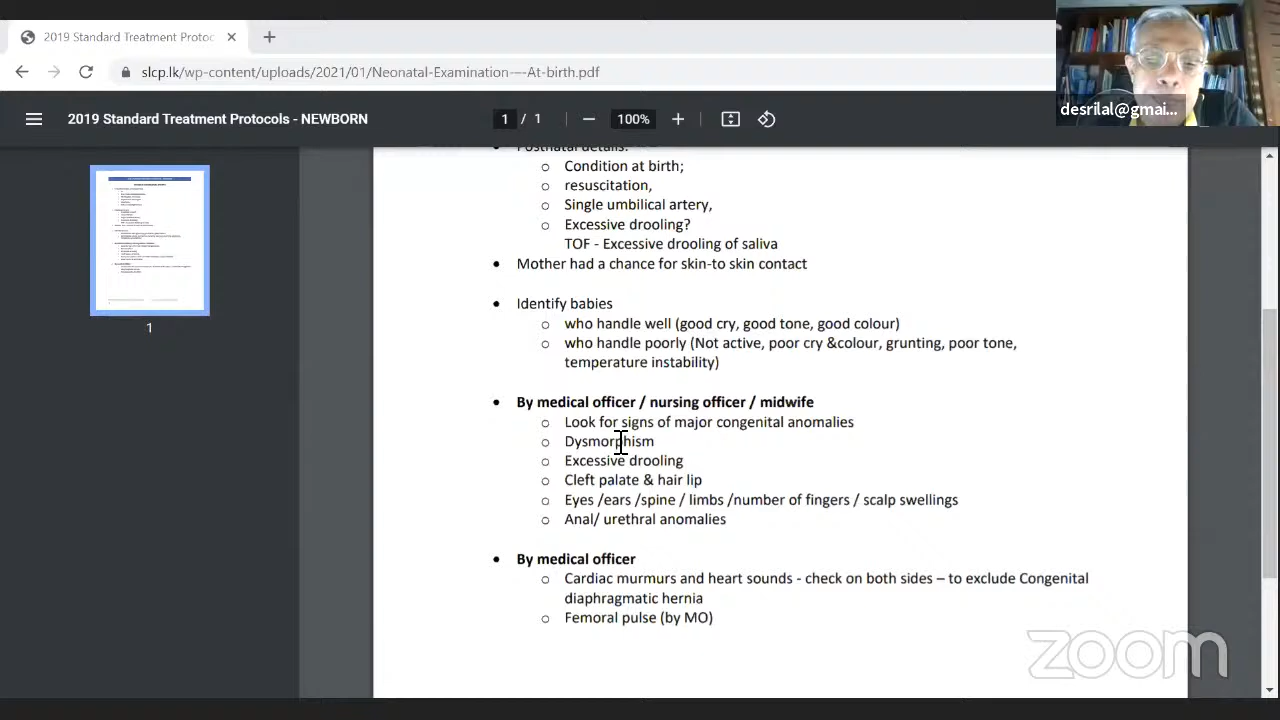 2019 Standard Treatment Protoc
slcp.lk/wp-content/uploads/2021/01/Neonatal-Examination-–-At-birth.pdf
desrilal@gmai...
2019 Standard Treatment Protocols - NEWBORN
1 / 1
100%
Postnatal details:
Condition at birth;
Resuscitation,
Single umbilical artery,
Excessive drooling?
TOF - Excessive drooling of saliva
Mother had a chance for skin-to skin contact
Identify babies
who handle well (good cry, good tone, good colour)
who handle poorly (Not active, poor cry &colour, grunting, poor tone,
temperature instability)
By medical officer / nursing officer / midwife
Look for signs of major congenital anomalies
Dysmorphism
Excessive drooling
Cleft palate & hair lip
Eyes /ears /spine / limbs /number of fingers / scalp swellings
Anal/ urethral anomalies
By medical officer
Cardiac murmurs and heart sounds - check on both sides – to exclude Congenital
diaphragmatic hernia
Femoral pulse (by MO)
1
zoom